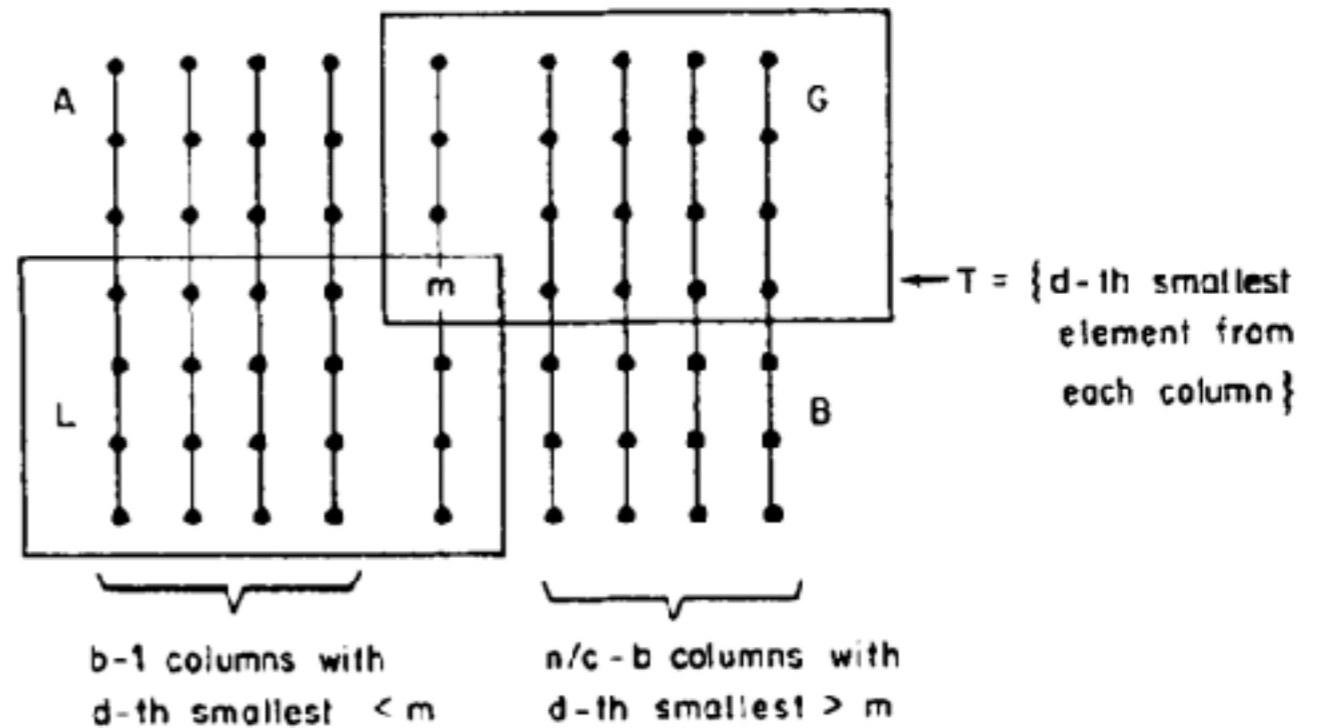 A
G
m
T = {d-th smallest
element from
each column}
L
B
b-1 columns with
d-th smallest < m
n/c - b columns with
d-th smallest > m